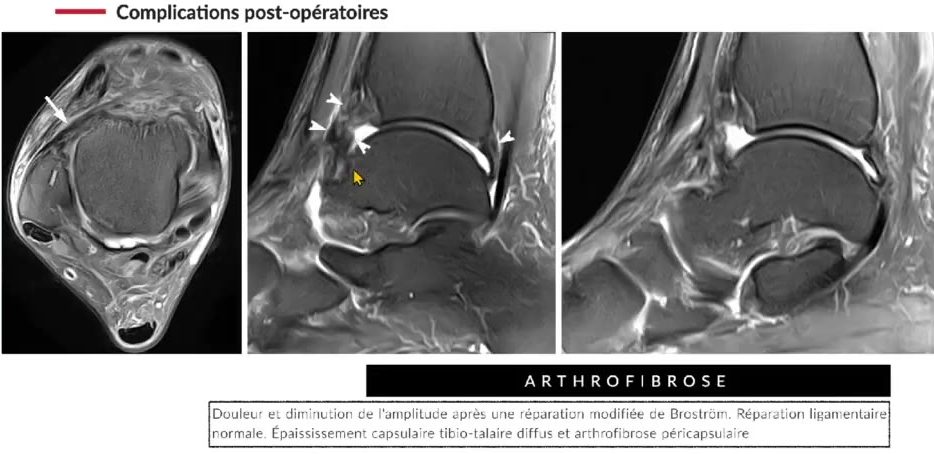 Complications post-opératoires
ARTHROFIBROSE
Douleur et diminution de l'amplitude après une réparation modifiée de Broström. Réparation ligamentaire
normale. Épaississement capsulaire tibio-talaire diffus et arthrofibrose péricapsulaire